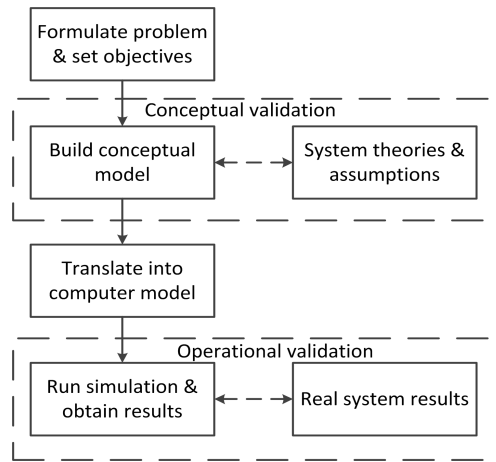 Formulate problem
& set objectives
Conceptual validation
Build conceptual
model
System theories &
assumptions
Translate into
computer model
Operational validation
Run simulation &
obtain results
Real system results